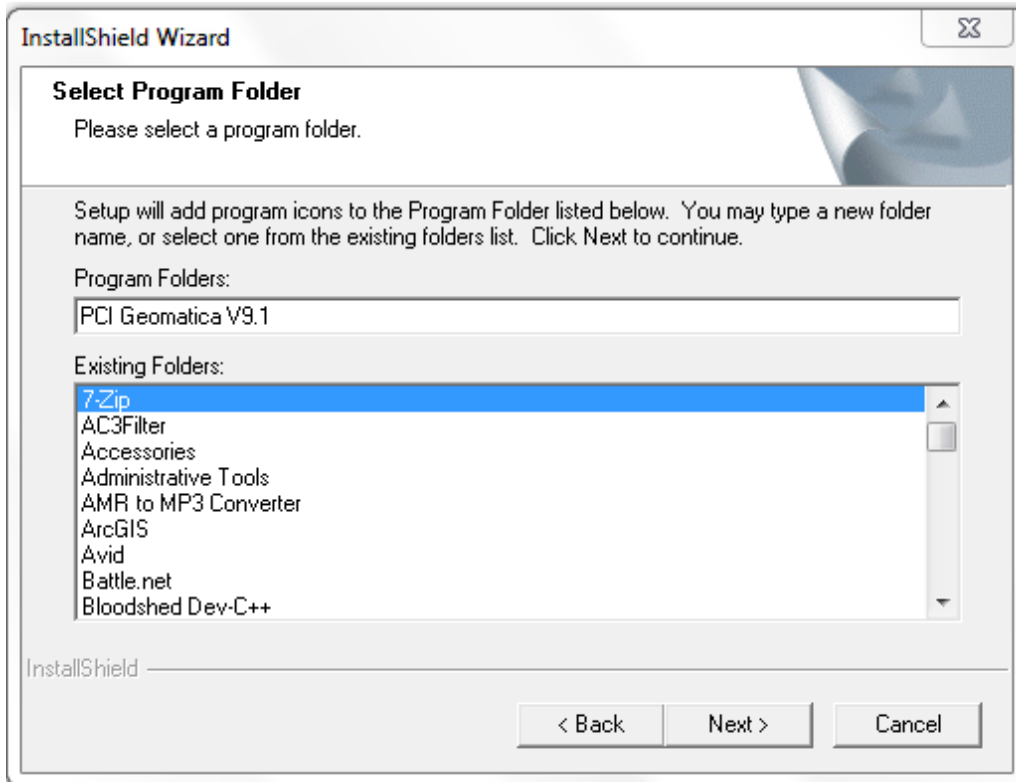 InstallShield Wizard
Select Program Folder
Please select a program folder.
Setup will add program icons to the Program Folder listed below.  You may type a new folder
name, or select one from the existing folders list.  Click Next to continue.
Program Folders:
PCI Geomatica V9.1
Existing Folders:
7-Zip
AC3Filter
Accessories
Administrative Tools
AMR to MP3 Converter
ArcGIS
Avid
Battle.net
Bloodshed Dev-C++
InstallShield
< Back
Next >
Cancel